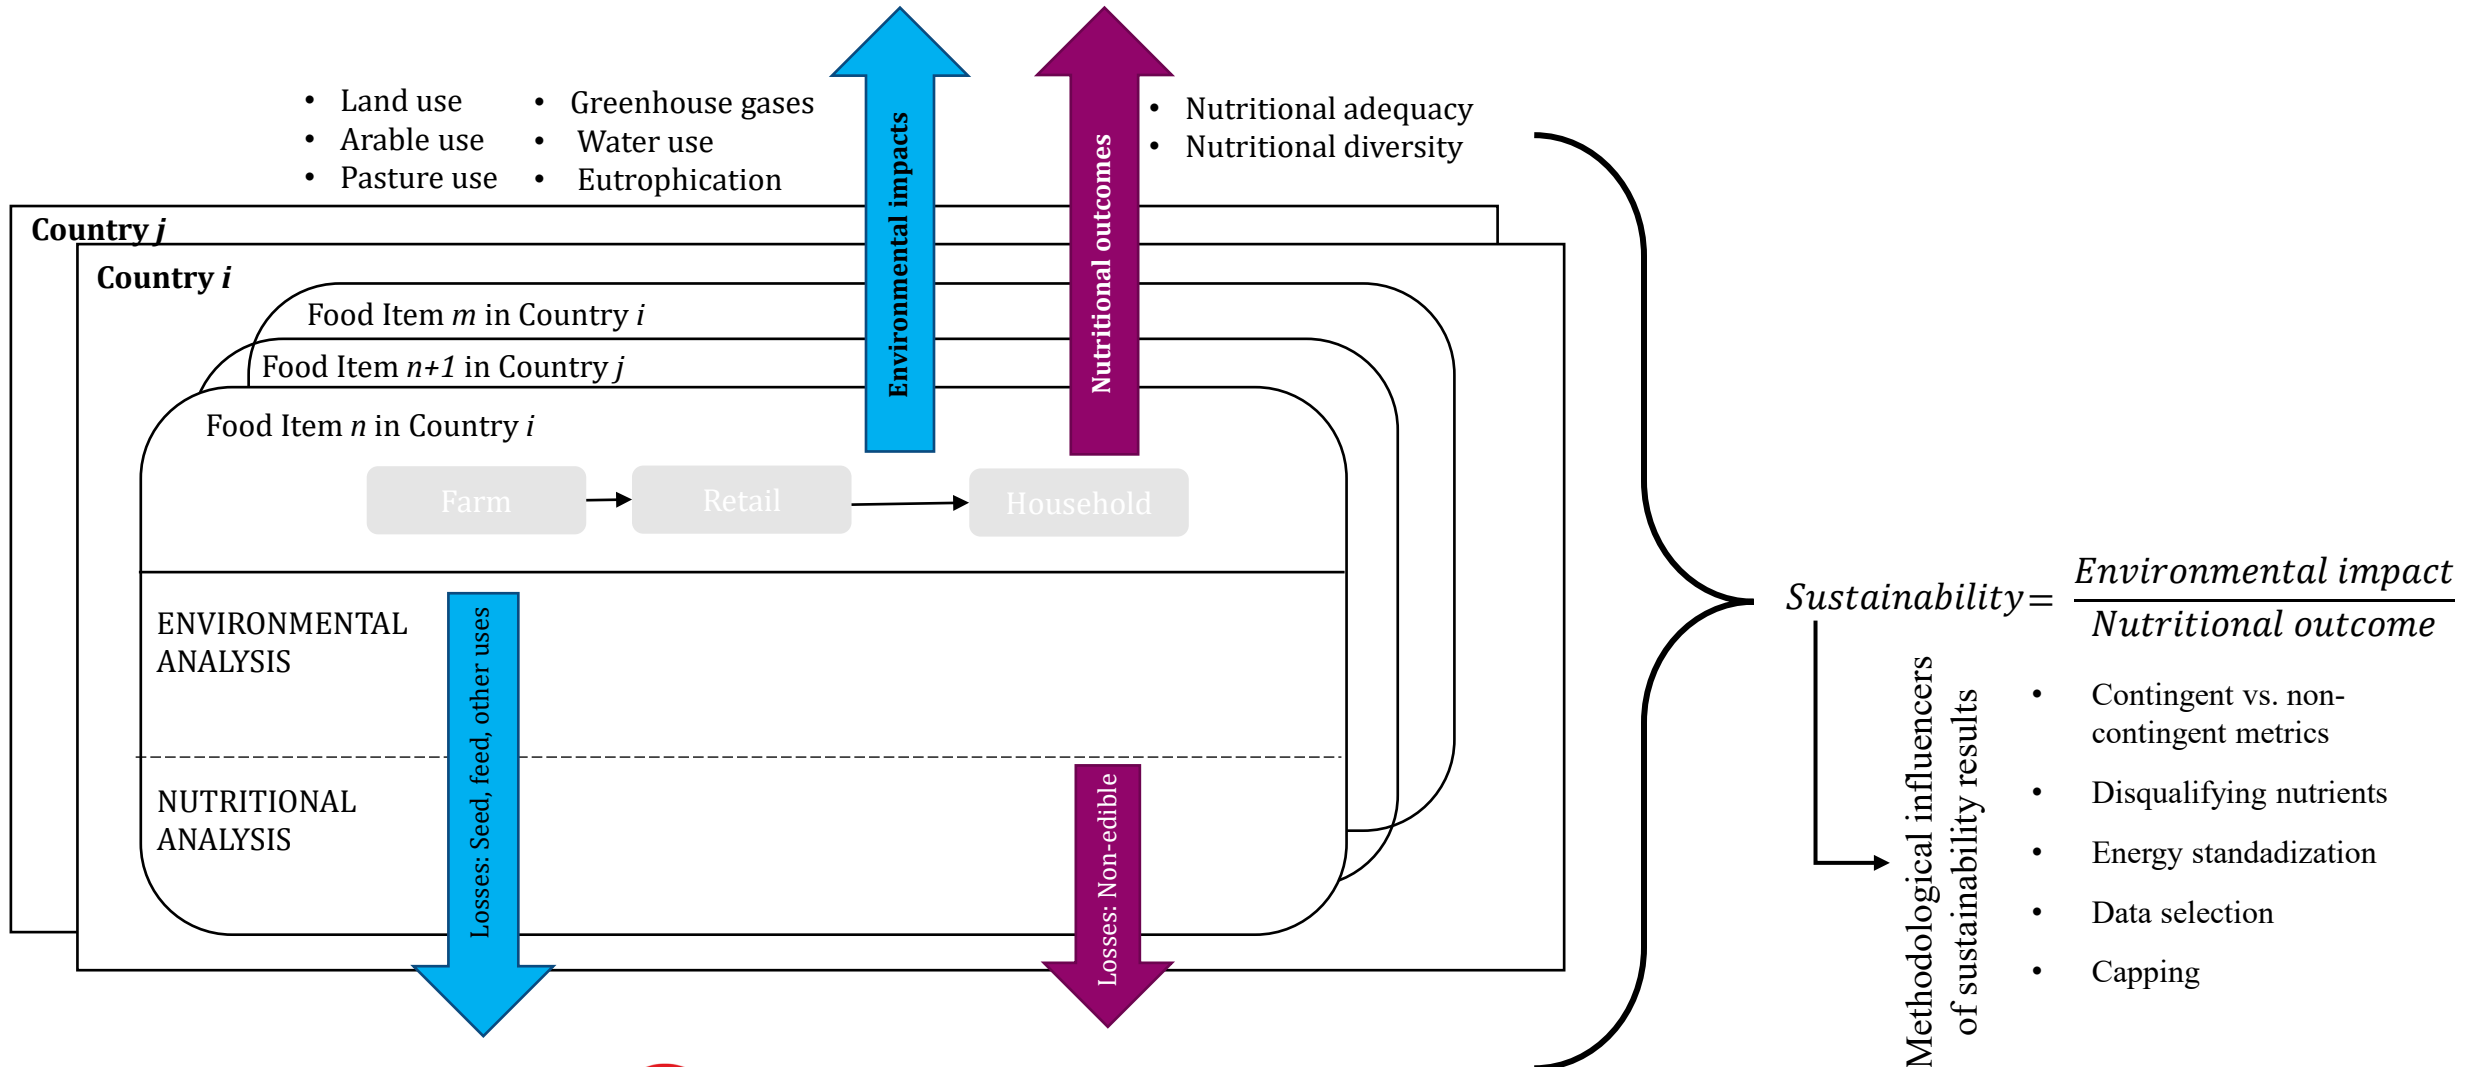 • Land use
• Arable use
• Pasture use
• Greenhouse gases
• Water use
• Eutrophication
Environmental impacts
Nutritional outcomes
• Nutritional adequacy
• Nutritional diversity
Country j
Country i
Food Item m in Country i
Food Item n+1 in Country j
Food Item n in Country i
Farm
Retail
Household
ENVIRONMENTAL
ANALYSIS
NUTRITIONAL
ANALYSIS
Losses: Seed, feed, other uses
Losses: Non-edible
Sustainability = Environmental impact
Nutritional outcome
Methodological influencers
of sustainability results
• Contingent vs. non-
contingent metrics
• Disqualifying nutrients
• Energy standadization
• Data selection
• Capping